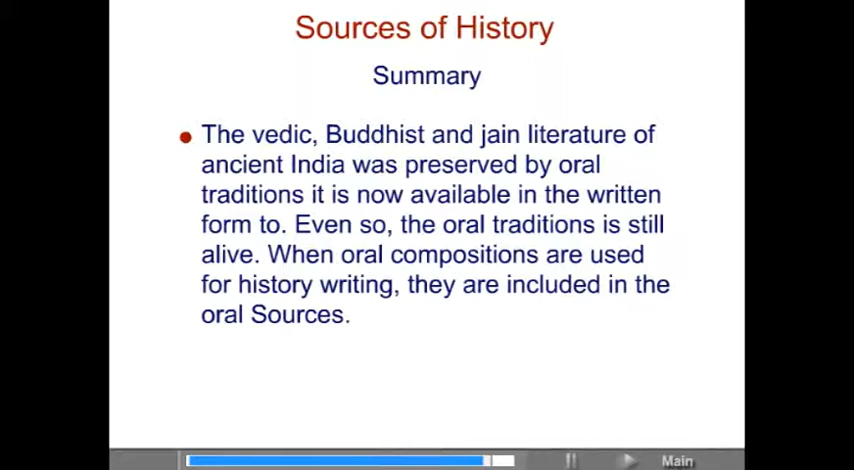 Sources of History
Summary
The vedic, Buddhist and jain literature of
ancient India was preserved by oral
traditions it is now available in the written
form to. Even so, the oral traditions is still
alive. When oral compositions are used
for history writing, they are included in the
oral Sources.
Main